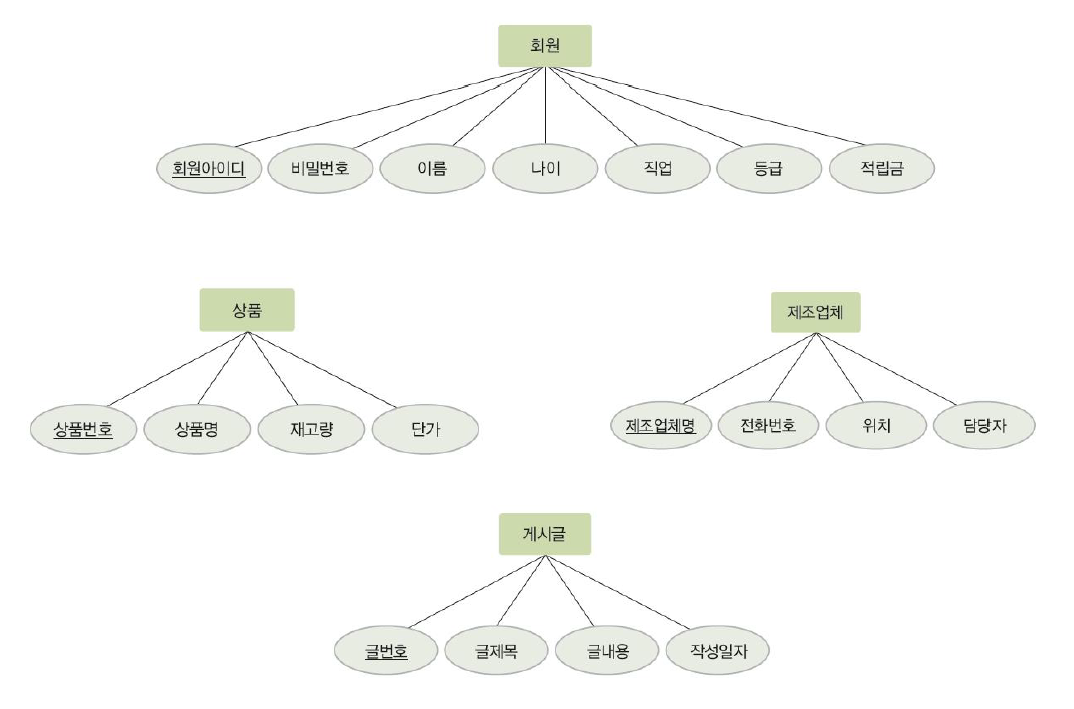 회원
회원아이디 비밀번호 이름 나이 직업 등급 적립금
상품 제조업체
상품번호 상품명 재고량 단가 제조업체명 전화번호 위치 담당자
게시글
글번호 글제목 글내용 작성일자